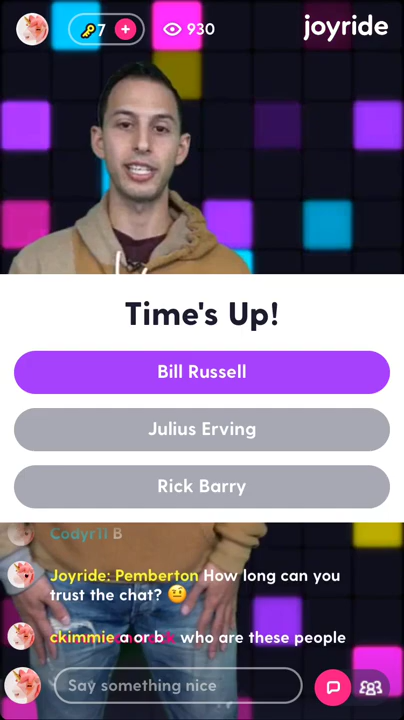 7 + 930 joyride
Time's Up!
Bill Russell
Julius Erving
Rick Barry
Codyr11 B
Joyride: Pemberton How long can you
trust the chat? 🤨
ckimmie a or b who are these people
Say something nice